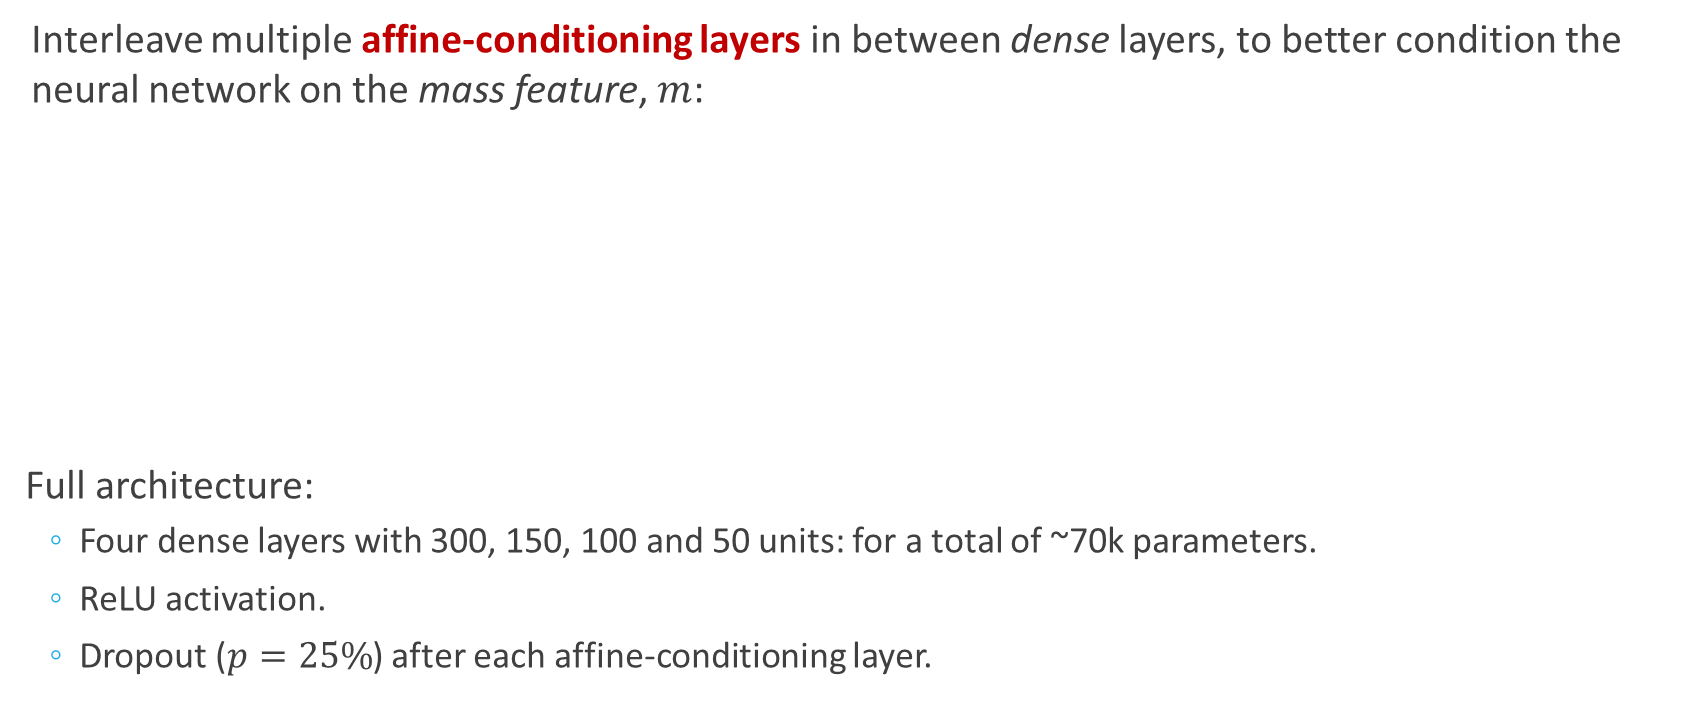 Interleave multiple affine-conditioning layers in between dense layers, to better condition the
neural network on the mass feature, m:
Full architecture:
◦ Four dense layers with 300, 150, 100 and 50 units: for a total of ~70k parameters.
◦ ReLU activation.
◦ Dropout (p = 25%) after each affine-conditioning layer.